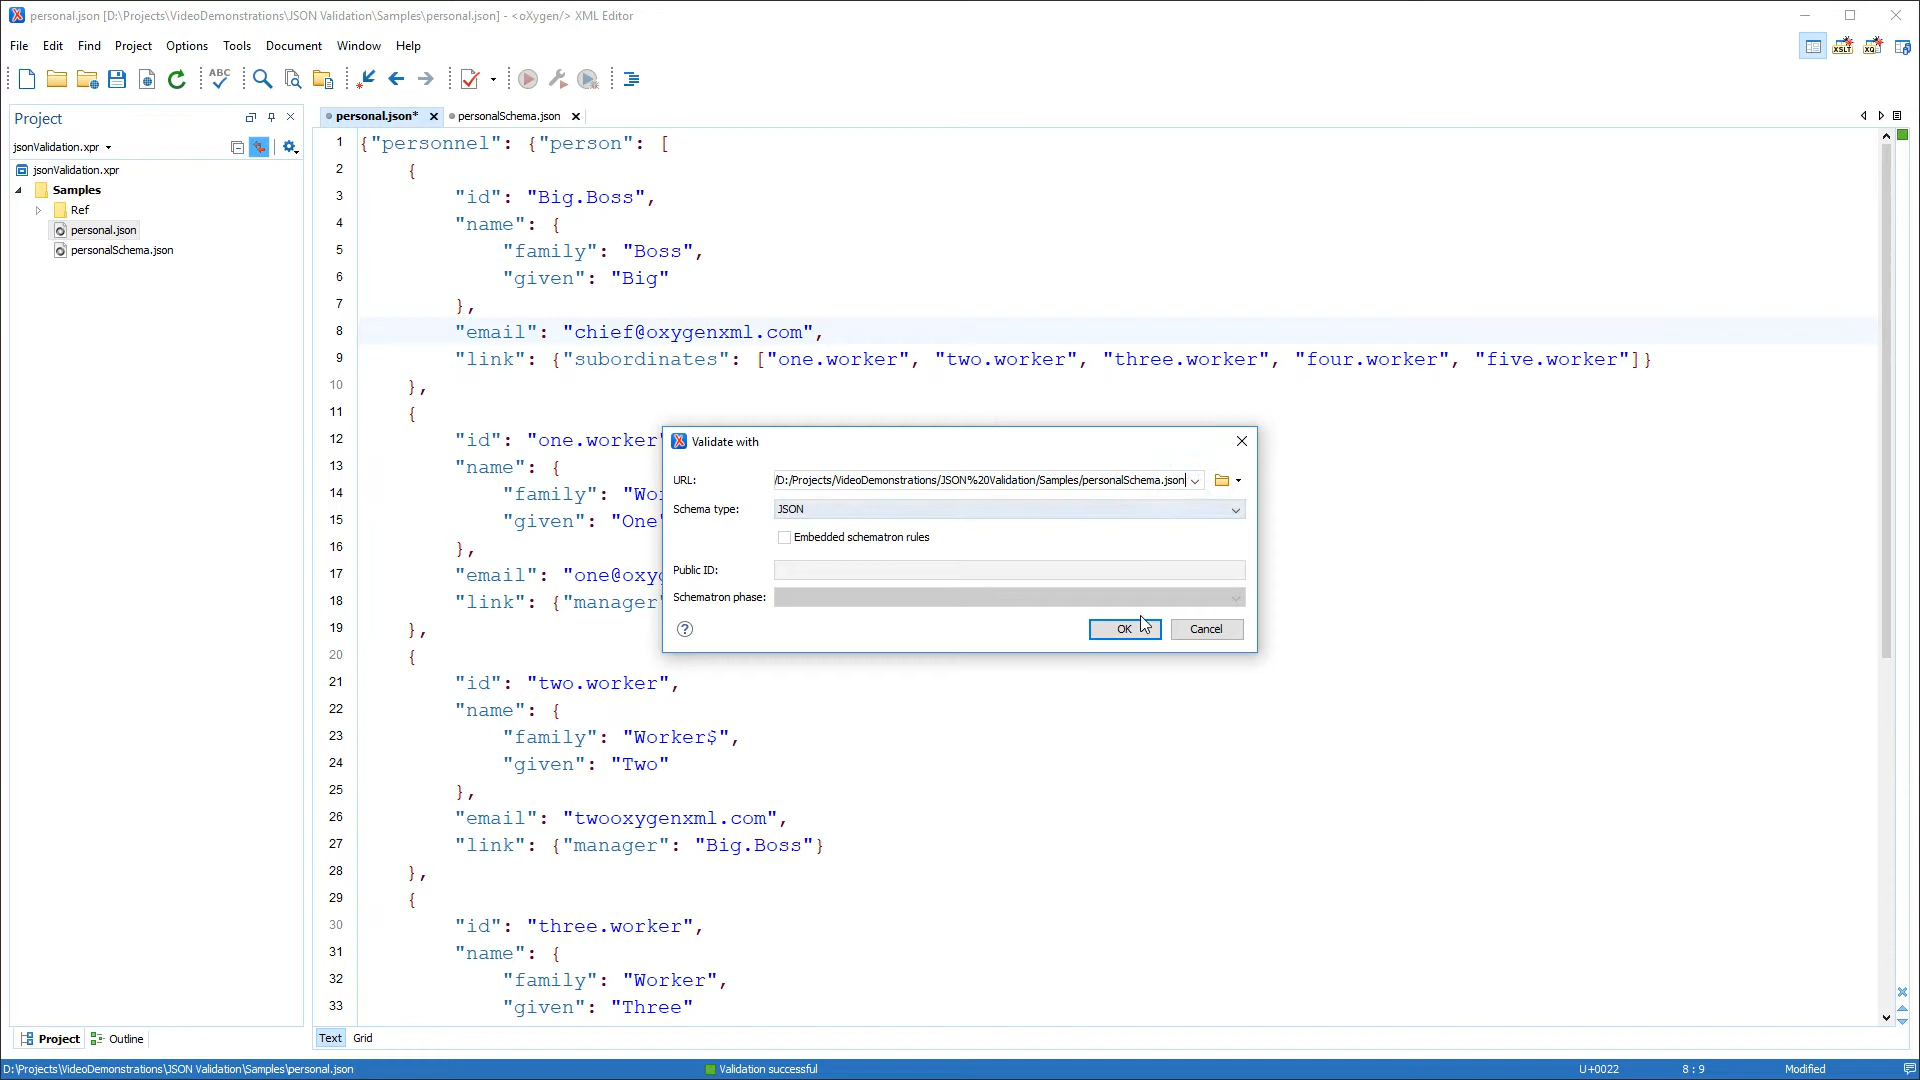 personal.json [D:\Projects\VideoDemonstrations\JSON Validation\Samples\personal.json] - <oXygen/> XML Editor
File Edit Find Project Options Tools Document Window Help
XSLT XQ
ABC
Project
personal.json* personalSchema.json
jsonValidation.xpr
jsonValidation.xpr
Samples
Ref
personal.json
personalSchema.json
1 {"personnel": {"person": [
2 {
3 "id": "Big.Boss",
4 "name": {
5 "family": "Boss",
6 "given": "Big"
7 },
8 "email": "chief@oxygenxml.com",
9 "link": {"subordinates": ["one.worker", "two.worker", "three.worker", "four.worker", "five.worker"]}
10 },
11 {
12 "id": "one.worker"
13 "name": {
14 "family": "Wo
15 "given": "One"
16 },
17 "email": "one@oxy
18 "link": {"manager"
19 },
20 {
21 "id": "two.worker",
22 "name": {
23 "family": "Worker$",
24 "given": "Two"
25 },
26 "email": "twooxygenxml.com",
27 "link": {"manager": "Big.Boss"}
28 },
29 {
30 "id": "three.worker",
31 "name": {
32 "family": "Worker",
33 "given": "Three"
Validate with
URL: /D:/Projects/VideoDemonstrations/JSON%20Validation/Samples/personalSchema.json
Schema type: JSON
Embedded schematron rules
Public ID:
Schematron phase:
? OK Cancel
Project Outline
Text Grid
D:\Projects\VideoDemonstrations\JSON Validation\Samples\personal.json Validation successful U+0022 8 : 9 Modified